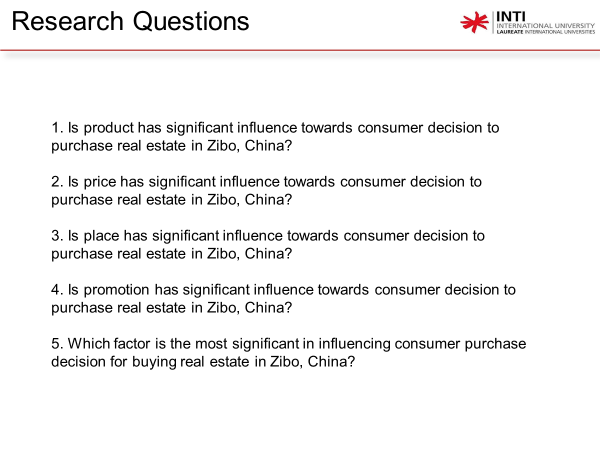 Research Questions
INTI
INTERNATIONAL UNIVERSITY
LAUREATE INTERNATIONAL UNIVERSITIES
1. Is product has significant influence towards consumer decision to
purchase real estate in Zibo, China?
2. Is price has significant influence towards consumer decision to
purchase real estate in Zibo, China?
3. Is place has significant influence towards consumer decision to
purchase real estate in Zibo, China?
4. Is promotion has significant influence towards consumer decision to
purchase real estate in Zibo, China?
5. Which factor is the most significant in influencing consumer purchase
decision for buying real estate in Zibo, China?